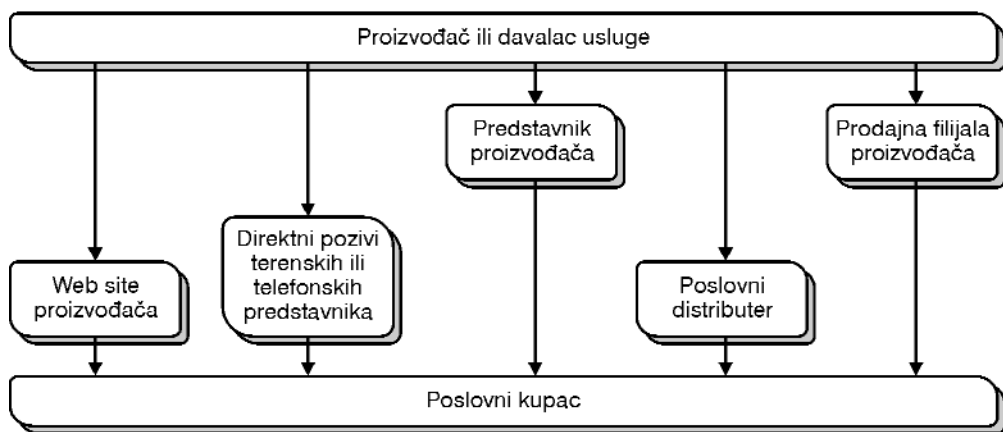 Proizvođač ili davalac usluge
Predstavnik
proizvođača
Prodajna filijala
proizvođača
Direktni pozivi
terenskih ili
telefonskih
predstavnika
Web site
proizvođača
Poslovni
distributer
Poslovni kupac